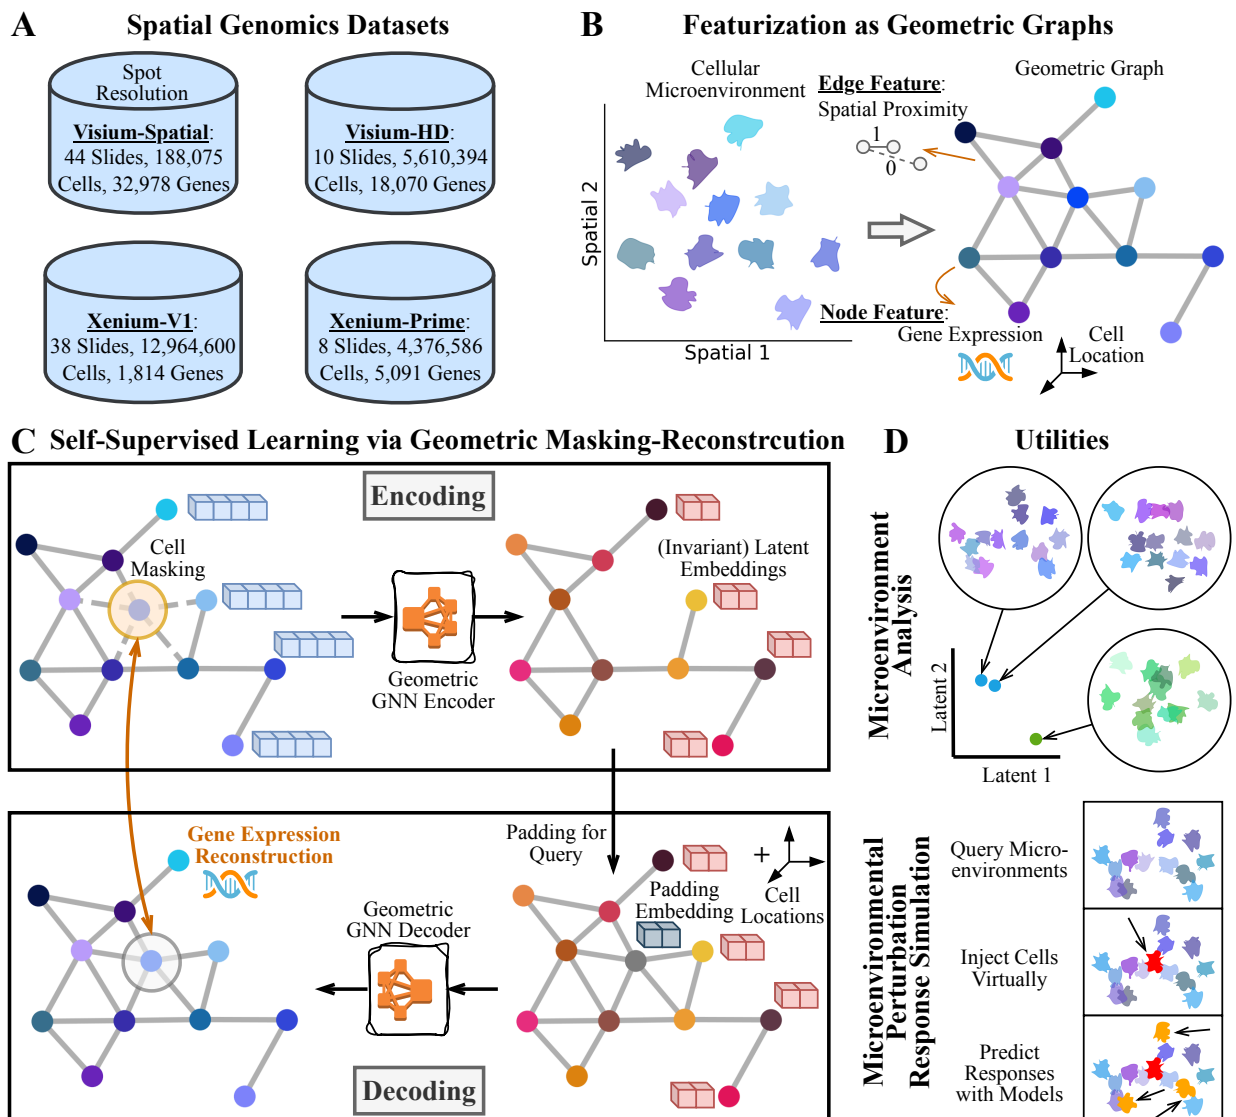 A Spatial Genomics Datasets
Spot
Resolution
Visium-Spatial:
44 Slides, 188,075
Cells, 32,978 Genes
Visium-HD:
10 Slides, 5,610,394
Cells, 18,070 Genes
Xenium-V1:
38 Slides, 12,964,600
Cells, 1,814 Genes
Xenium-Prime:
8 Slides, 4,376,586
Cells, 5,091 Genes
B Featurization as Geometric Graphs
Cellular
Microenvironment
Spatial 2
Spatial 1
Edge Feature:
Spatial Proximity
1
0
Geometric Graph
Node Feature:
Gene Expression
Cell
Location
C Self-Supervised Learning via Geometric Masking-Reconstrcution
Encoding
Cell
Masking
Geometric
GNN Encoder
(Invariant) Latent
Embeddings
Padding for
Query
+
Cell
Locations
Padding
Embedding
Geometric
GNN Decoder
Gene Expression
Reconstruction
Decoding
D Utilities
Microenvironment
Analysis
Latent 2
Latent 1
Microenvironmental
Perturbation
Response Simulation
Query Micro-
environments
Inject Cells
Virtually
Predict
Responses
with Models